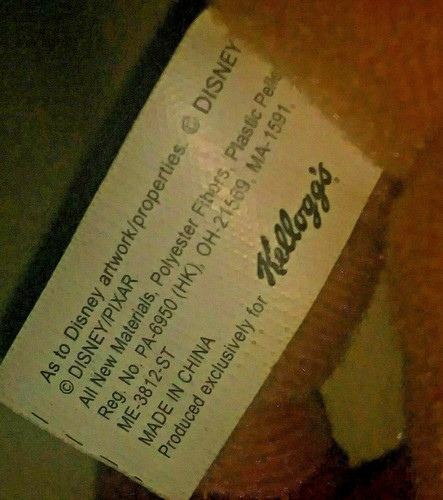 As to Disney artwork/properties. © DISNEY
© DISNEY/PIXAR
All New Materials, Polyester Fibers, Plastic
Reg. No. PA-6950 (HK), OH-21569, MA-1591,
ME-3812-ST
MADE IN CHINA
Produced exclusively for Kellogg's